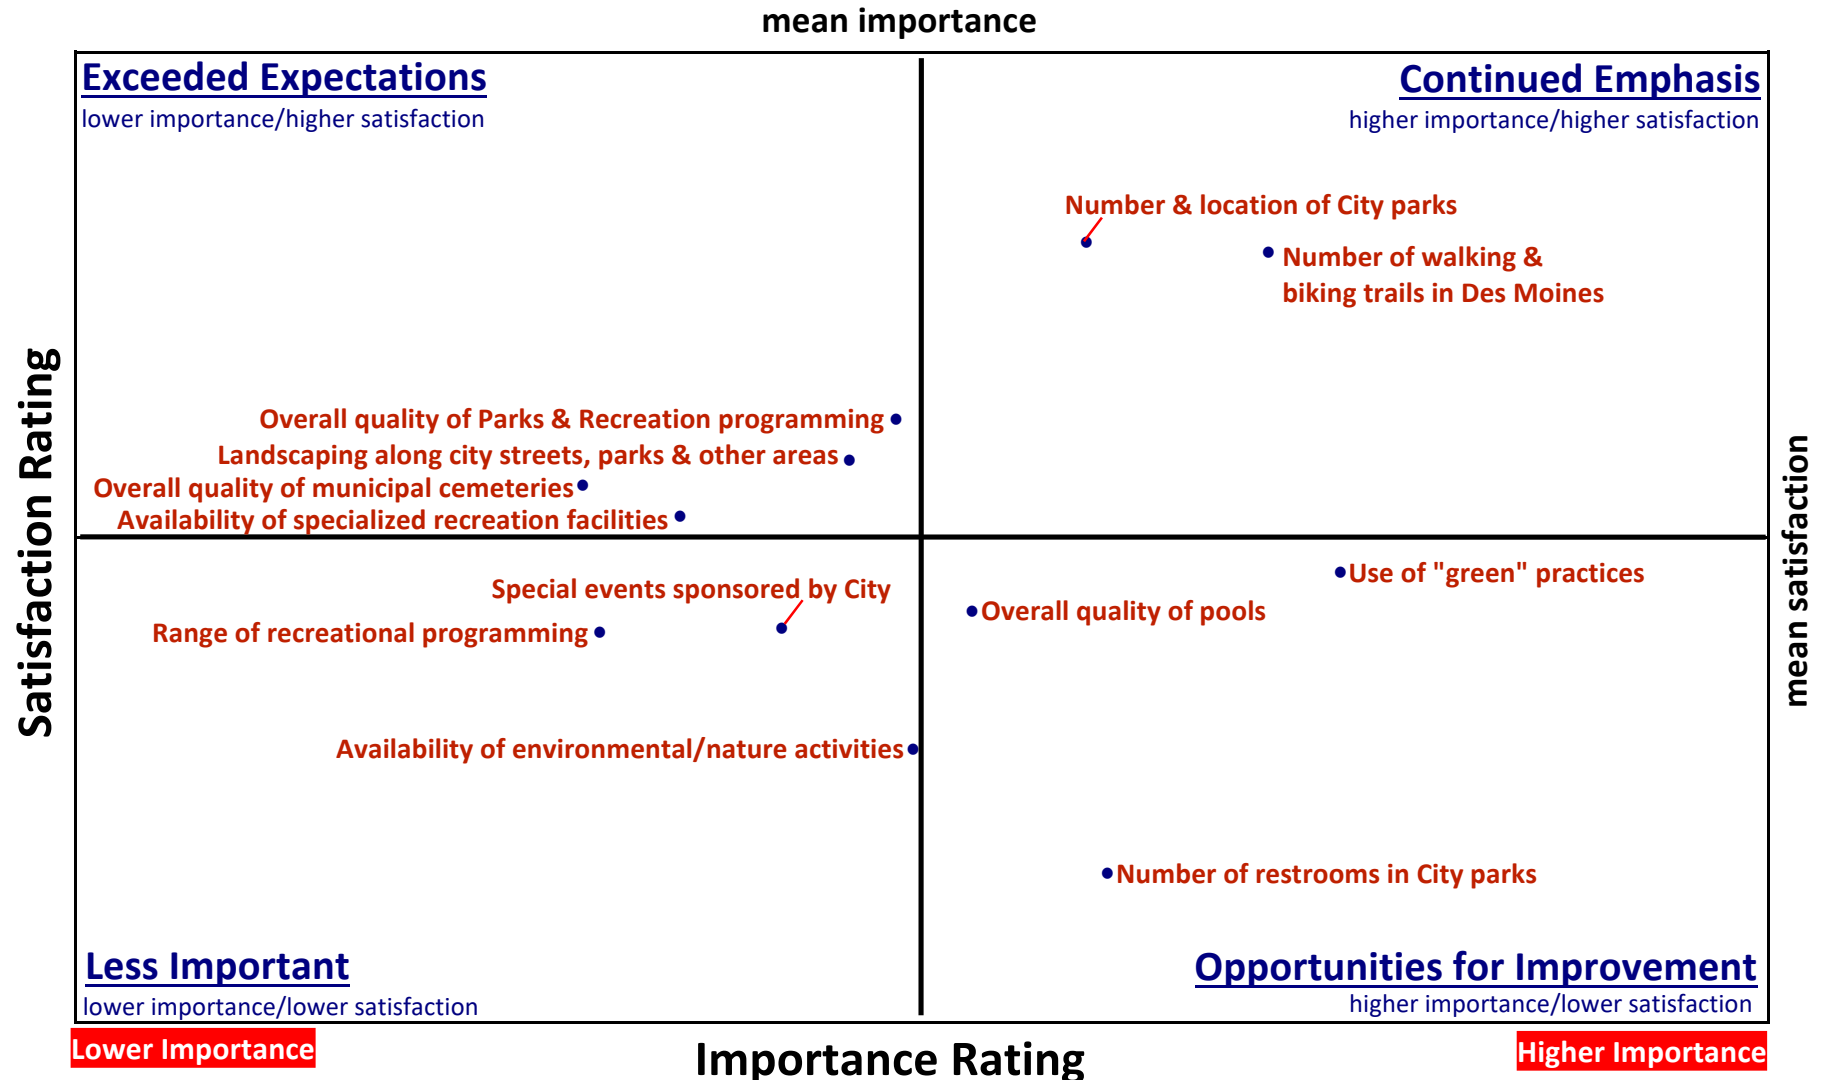 mean importance
Exceeded Expectations
lower importance/higher satisfaction
Continued Emphasis
higher importance/higher satisfaction
Number & location of City parks
Number of walking &
biking trails in Des Moines
Overall quality of Parks & Recreation programming
Landscaping along city streets, parks & other areas
Overall quality of municipal cemeteries
Availability of specialized recreation facilities
Satisfaction Rating
mean satisfaction
Special events sponsored by City
Range of recreational programming
Use of "green" practices
Overall quality of pools
Availability of environmental/nature activities
Number of restrooms in City parks
Less Important
lower importance/lower satisfaction
Opportunities for Improvement
higher importance/lower satisfaction
Lower Importance
Importance Rating
Higher Importance